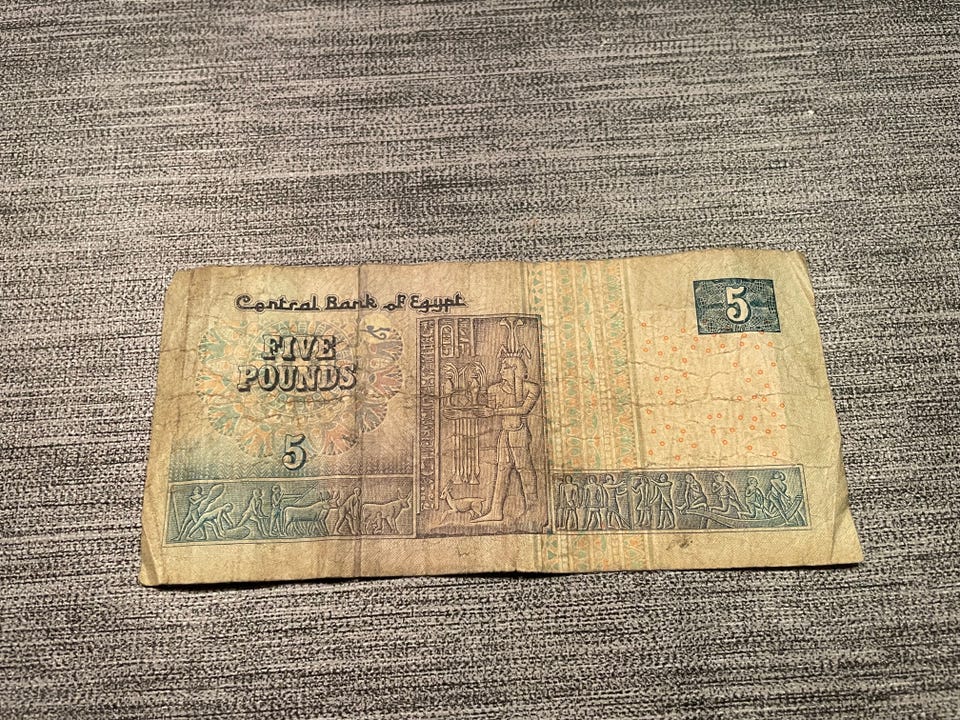 Central Bank of Egypt
5
FIVE
POUNDS
5